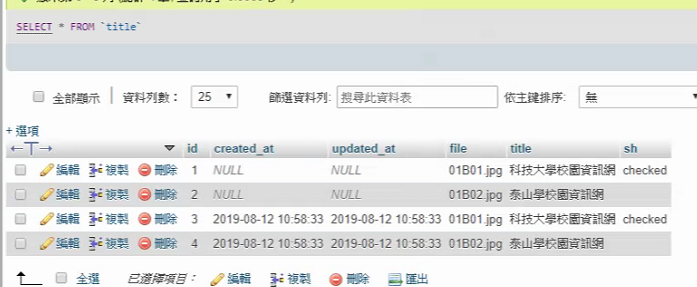 SELECT * FROM `title`
全部顯示 資料列數： 25 篩選資料列: 搜尋此資料表 依主鍵排序: 無
+ 選項
←T→ id created_at updated_at file title sh
編輯 複製 刪除 1 NULL NULL 01B01.jpg 科技大學校園資訊網 checked
編輯 複製 刪除 2 NULL NULL 01B02.jpg 泰山學校園資訊網
編輯 複製 刪除 3 2019-08-12 10:58:33 2019-08-12 10:58:33 01B01.jpg 科技大學校園資訊網 checked
編輯 複製 刪除 4 2019-08-12 10:58:33 2019-08-12 10:58:33 01B02.jpg 泰山學校園資訊網
全選 已選擇項目： 編輯 複製 刪除 匯出